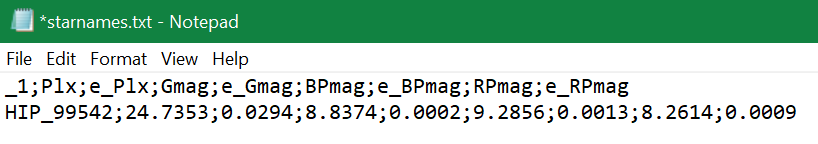 *starnames.txt - Notepad
File Edit Format View Help
_1;Plx;e_Plx;Gmag;e_Gmag;BPmag;e_BPmag;RPmag;e_RPmag
HIP_99542;24.7353;0.0294;8.8374;0.0002;9.2856;0.0013;8.2614;0.0009